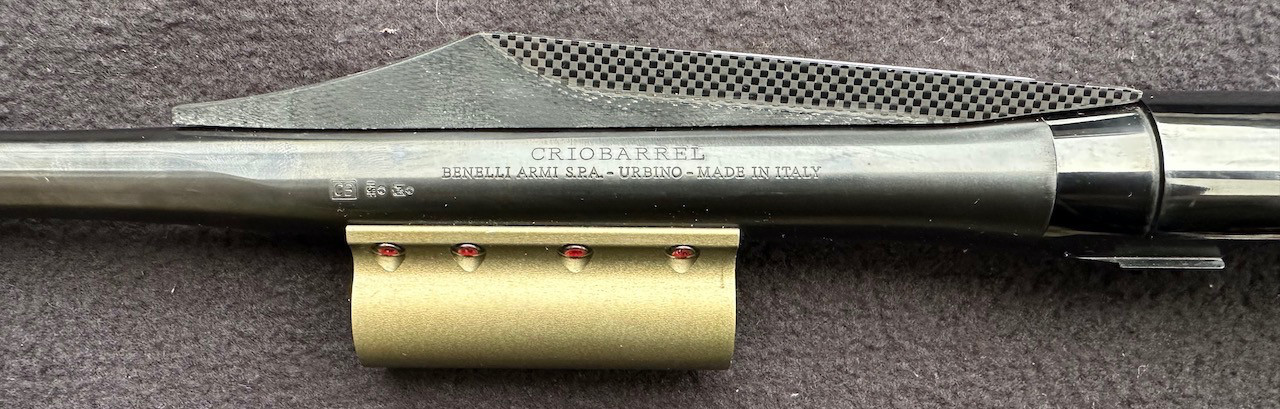 CRIOBARREL
BENELLI ARMI S.P.A. - URBINO - MADE IN ITALY